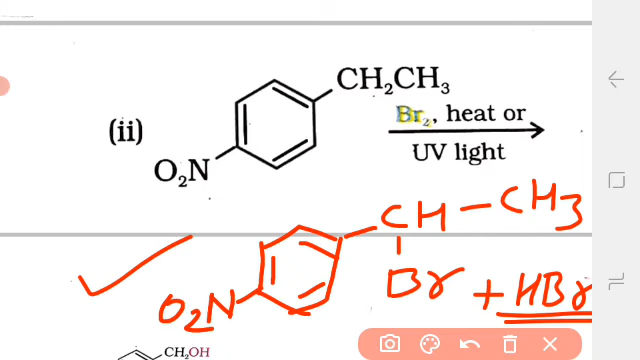 CH₂CH₃
(ii)
Br₂, heat or
UV light
O₂N
CH – CH₃
Br
O₂N
+ HBr
CH₂OH